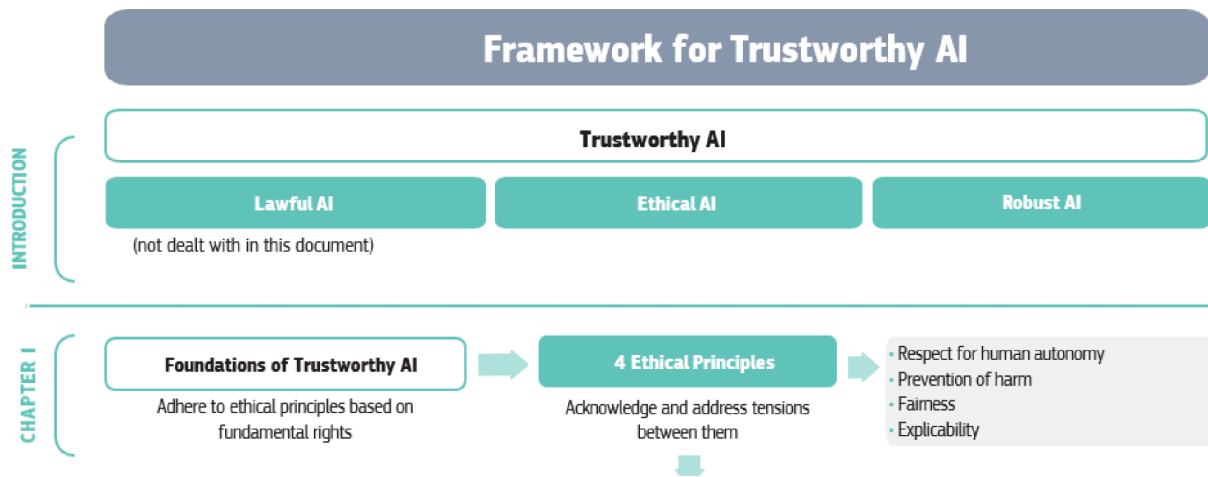 Framework for Trustworthy AI
INTRODUCTION
Trustworthy AI
Lawful AI
Ethical AI
Robust AI
(not dealt with in this document)
CHAPTER I
Foundations of Trustworthy AI
Adhere to ethical principles based on
fundamental rights
4 Ethical Principles
Acknowledge and address tensions
between them
• Respect for human autonomy
• Prevention of harm
• Fairness
• Explicability